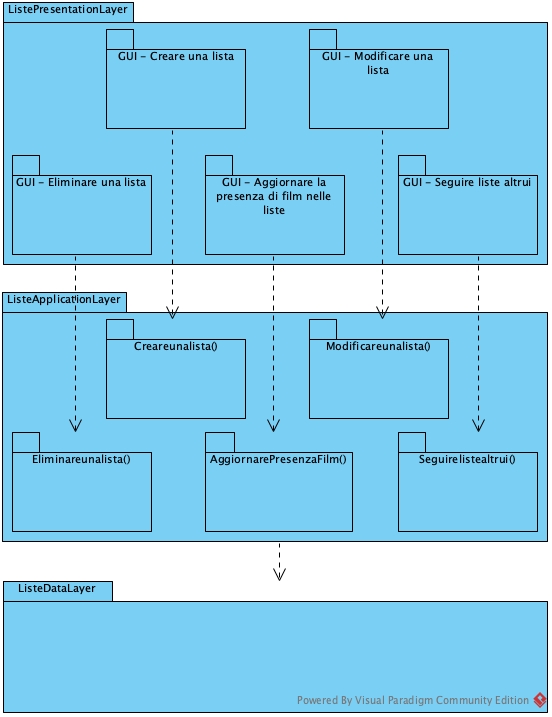 ListePresentationLayer
GUI - Creare una lista
GUI - Modificare una
lista
GUI - Eliminare una lista
GUI - Aggiornare la
presenza di film nelle
liste
GUI - Seguire liste altrui
ListeApplicationLayer
Creareunalista()
Modificareunalista()
Eliminareunalista()
AggiornarePresenzaFilm()
Seguirelistealtrui()
ListeDataLayer
Powered By Visual Paradigm Community Edition